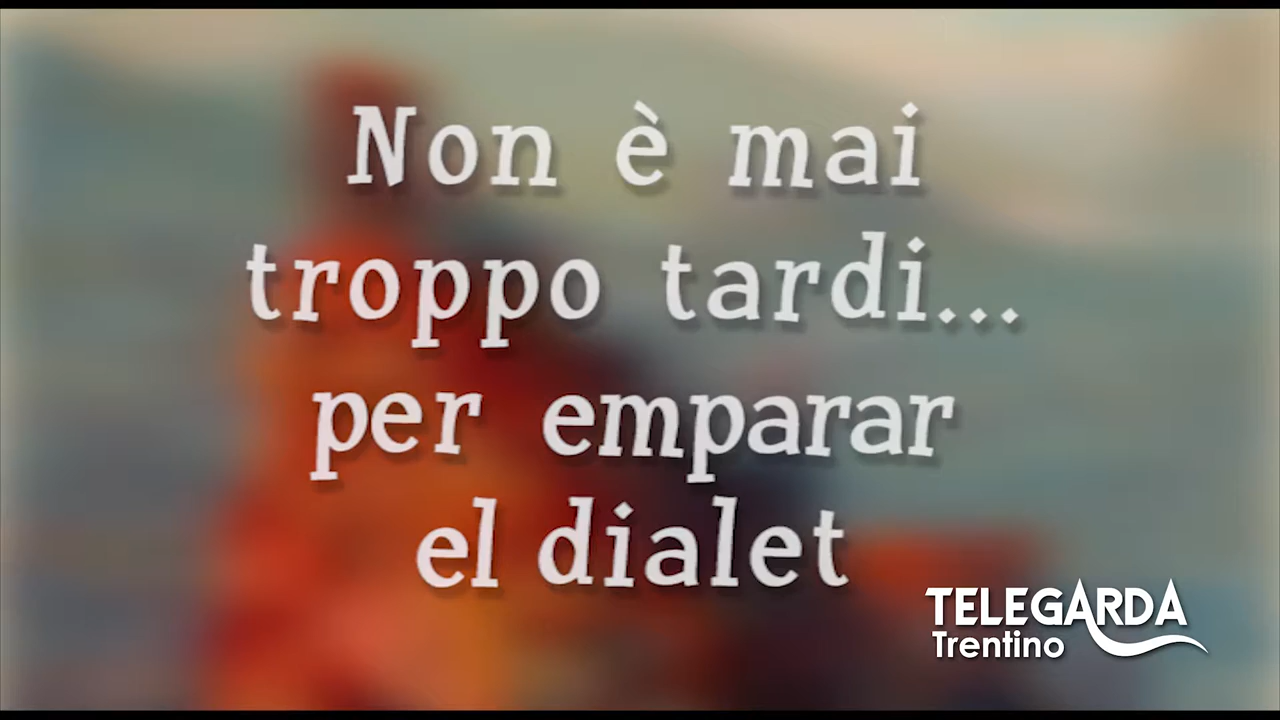 Non è mai
troppo tardi...
per emparar
el dialet
TELEGARDA
Trentino